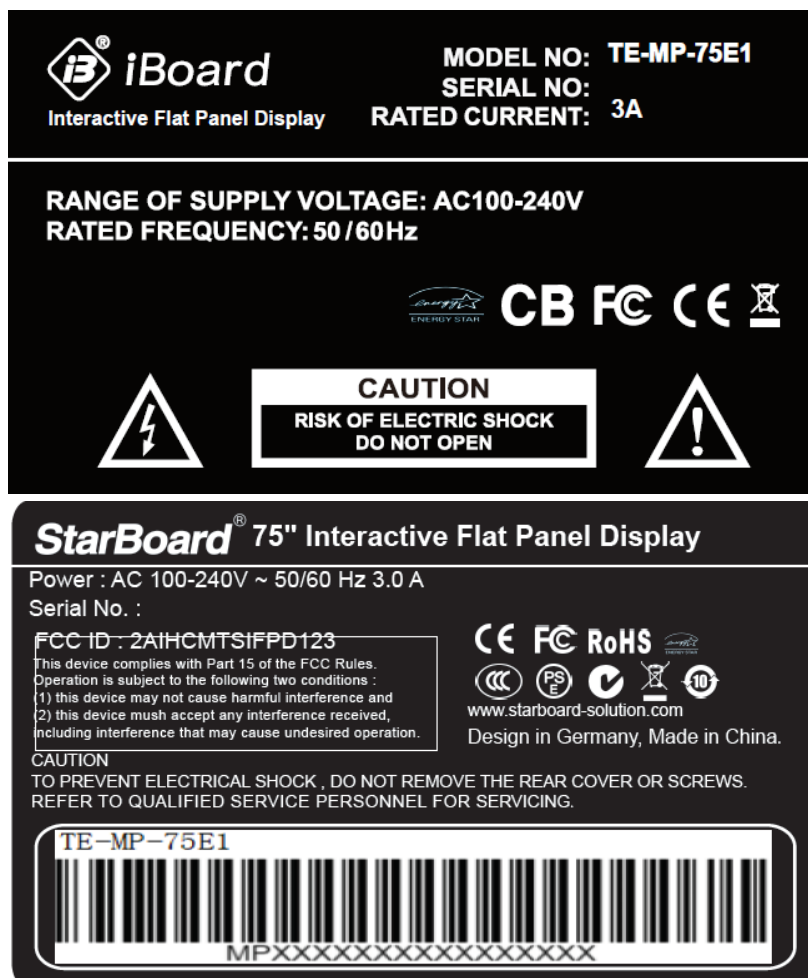 iB® iBoard
Interactive Flat Panel Display
MODEL NO: TE-MP-75E1
SERIAL NO:
RATED CURRENT: 3A
RANGE OF SUPPLY VOLTAGE: AC100-240V
RATED FREQUENCY: 50/60Hz
energy
ENERGY STAR
CB FC CE
CAUTION
RISK OF ELECTRIC SHOCK
DO NOT OPEN
StarBoard® 75" Interactive Flat Panel Display
Power : AC 100-240V ~ 50/60 Hz 3.0 A
Serial No. :
FCC ID : 2AIHCMTSIFPD123
This device complies with Part 15 of the FCC Rules.
Operation is subject to the following two conditions :
(1) this device may not cause harmful interference and
(2) this device mush accept any interference received,
including interference that may cause undesired operation.
CE FC RoHS
CCC PSE 10
www.starboard-solution.com
Design in Germany, Made in China.
CAUTION
TO PREVENT ELECTRICAL SHOCK , DO NOT REMOVE THE REAR COVER OR SCREWS.
REFER TO QUALIFIED SERVICE PERSONNEL FOR SERVICING.
TE-MP-75E1
MPXXXXXXXXXXXXXXXXX